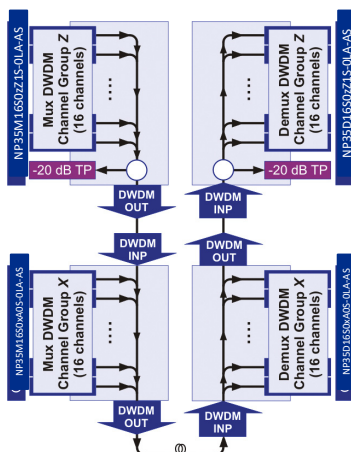 NP35M16S0zZ1S-0LA-AS
Mux DWDM
Channel Group Z
(16 channels)
-20 dB TP
DWDM
OUT
NP35D16S0zZ1S-0LA-AS
Demux DWDM
Channel Group Z
(16 channels)
-20 dB TP
DWDM
INP
DWDM
INP
DWDM
OUT
NP35M16S0xA0S-0LA-AS
Mux DWDM
Channel Group X
(16 channels)
DWDM
OUT
NP35D16S0xA0S-0LA-AS
Demux DWDM
Channel Group X
(16 channels)
DWDM
INP